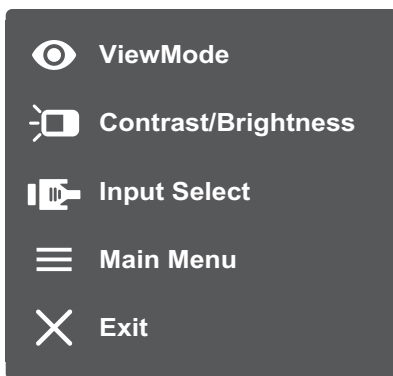 ViewMode
Contrast/Brightness
Input Select
Main Menu
Exit